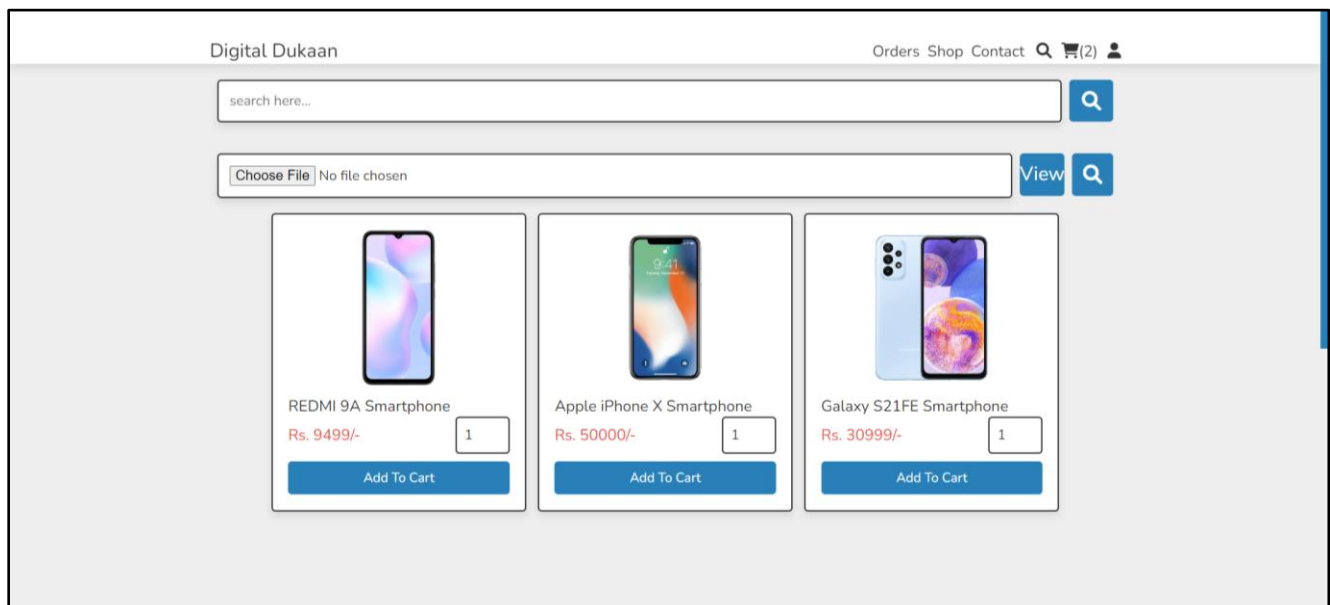 Digital Dukaan
Orders Shop Contact (2)
search here...
Choose File No file chosen View
9:41
REDMI 9A Smartphone
Rs. 9499/- 1
Add To Cart
Apple iPhone X Smartphone
Rs. 50000/- 1
Add To Cart
Galaxy S21FE Smartphone
Rs. 30999/- 1
Add To Cart